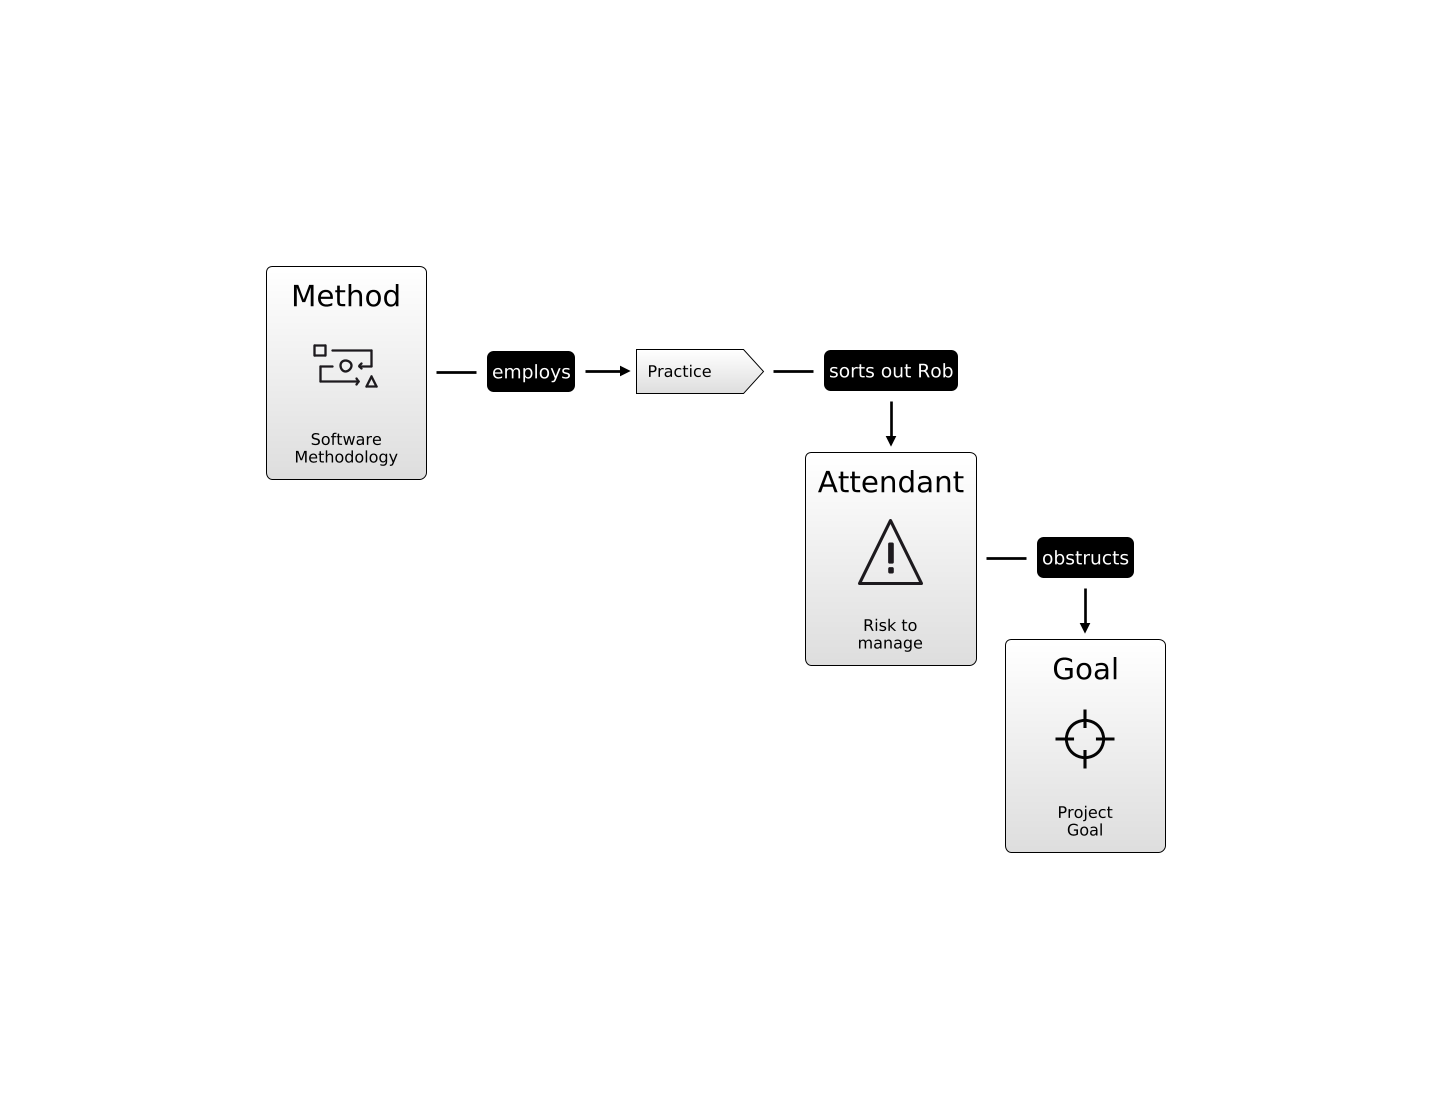 Method
Software
Methodology
employs
Practice
sorts out Rob
Attendant
Risk to
manage
obstructs
Goal
Project
Goal